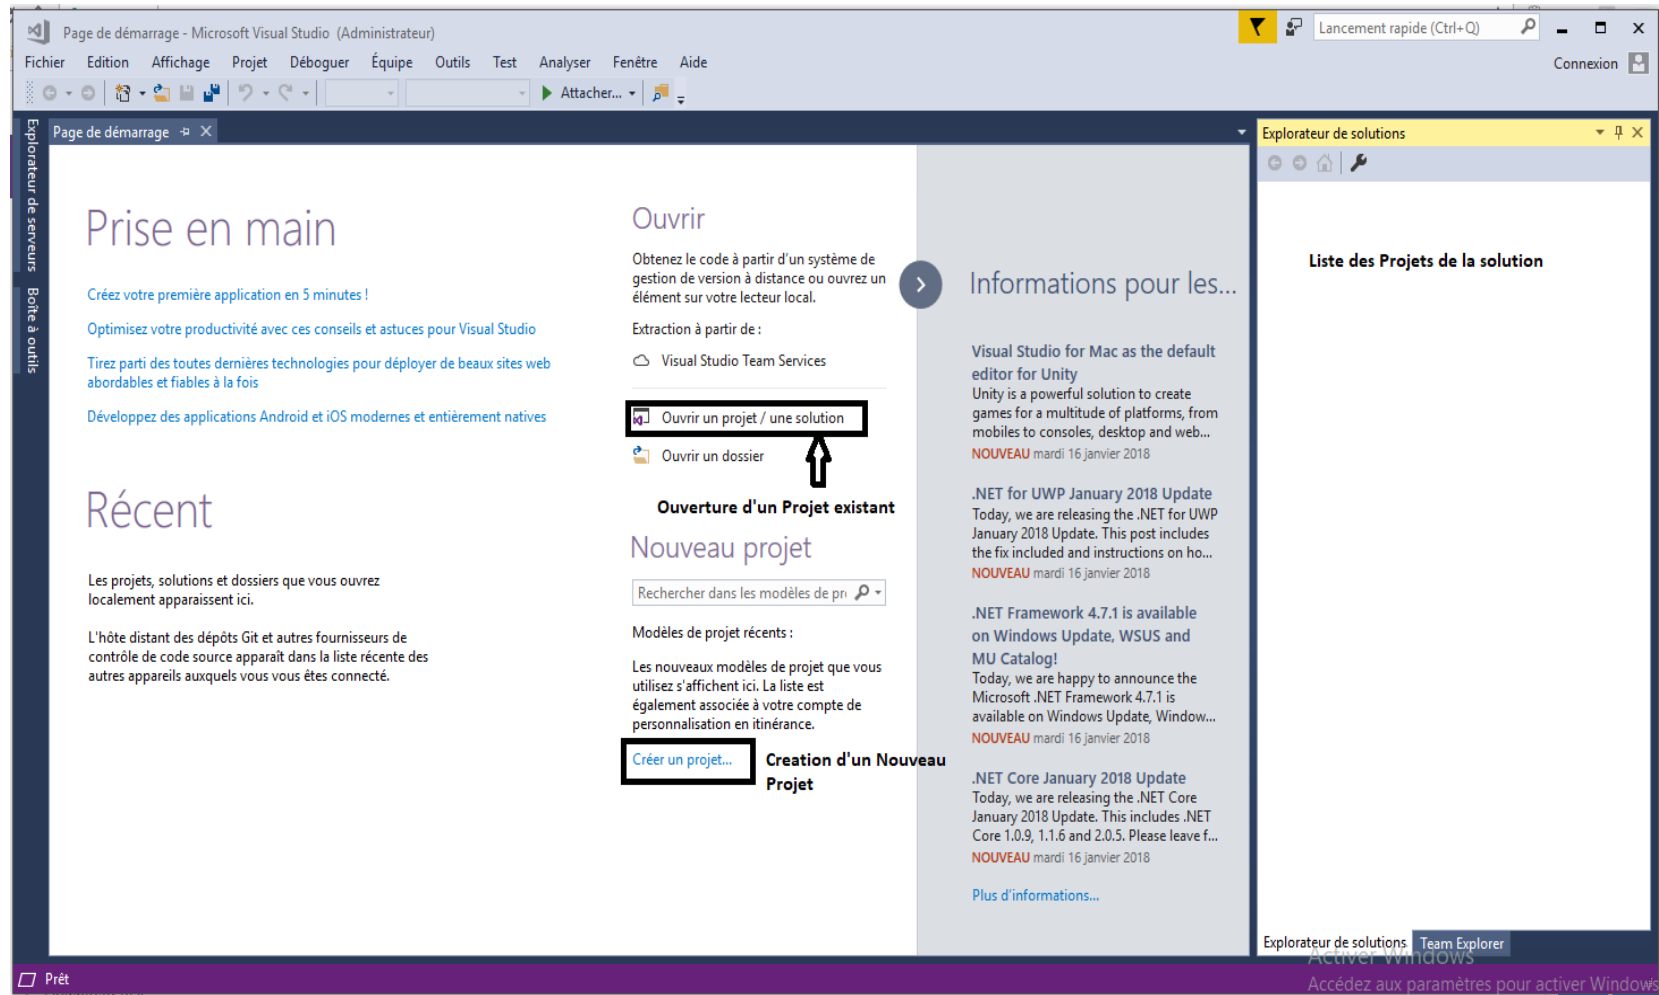 Page de démarrage - Microsoft Visual Studio (Administrateur)
Lancement rapide (Ctrl+Q)
Fichier Edition Affichage Projet Déboguer Équipe Outils Test Analyser Fenêtre Aide
Connexion
Attacher...
Explorateur de serveurs
Boîte à outils
Page de démarrage
Prise en main
Créez votre première application en 5 minutes !
Optimisez votre productivité avec ces conseils et astuces pour Visual Studio
Tirez parti des toutes dernières technologies pour déployer de beaux sites web
abordables et fiables à la fois
Développez des applications Android et iOS modernes et entièrement natives
Récent
Les projets, solutions et dossiers que vous ouvrez
localement apparaissent ici.
L'hôte distant des dépôts Git et autres fournisseurs de
contrôle de code source apparaît dans la liste récente des
autres appareils auxquels vous vous êtes connecté.
Ouvrir
Obtenez le code à partir d'un système de
gestion de version à distance ou ouvrez un
élément sur votre lecteur local.
Extraction à partir de :
Visual Studio Team Services
Ouvrir un projet / une solution
Ouvrir un dossier
Ouverture d'un Projet existant
Nouveau projet
Rechercher dans les modèles de pr
Modèles de projet récents :
Les nouveaux modèles de projet que vous
utilisez s'affichent ici. La liste est
également associée à votre compte de
personnalisation en itinérance.
Créer un projet...
Creation d'un Nouveau
Projet
Informations pour les...
Visual Studio for Mac as the default
editor for Unity
Unity is a powerful solution to create
games for a multitude of platforms, from
mobiles to consoles, desktop and web...
NOUVEAU mardi 16 janvier 2018
.NET for UWP January 2018 Update
Today, we are releasing the .NET for UWP
January 2018 Update. This post includes
the fix included and instructions on ho...
NOUVEAU mardi 16 janvier 2018
.NET Framework 4.7.1 is available
on Windows Update, WSUS and
MU Catalog!
Today, we are happy to announce the
Microsoft .NET Framework 4.7.1 is
available on Windows Update, Window...
NOUVEAU mardi 16 janvier 2018
.NET Core January 2018 Update
Today, we are releasing the .NET Core
January 2018 Update. This includes .NET
Core 1.0.9, 1.1.6 and 2.0.5. Please leave f...
NOUVEAU mardi 16 janvier 2018
Plus d'informations...
Explorateur de solutions
Liste des Projets de la solution
Explorateur de solutions Team Explorer
Activer Windows
Accédez aux paramètres pour activer Windows
Prêt